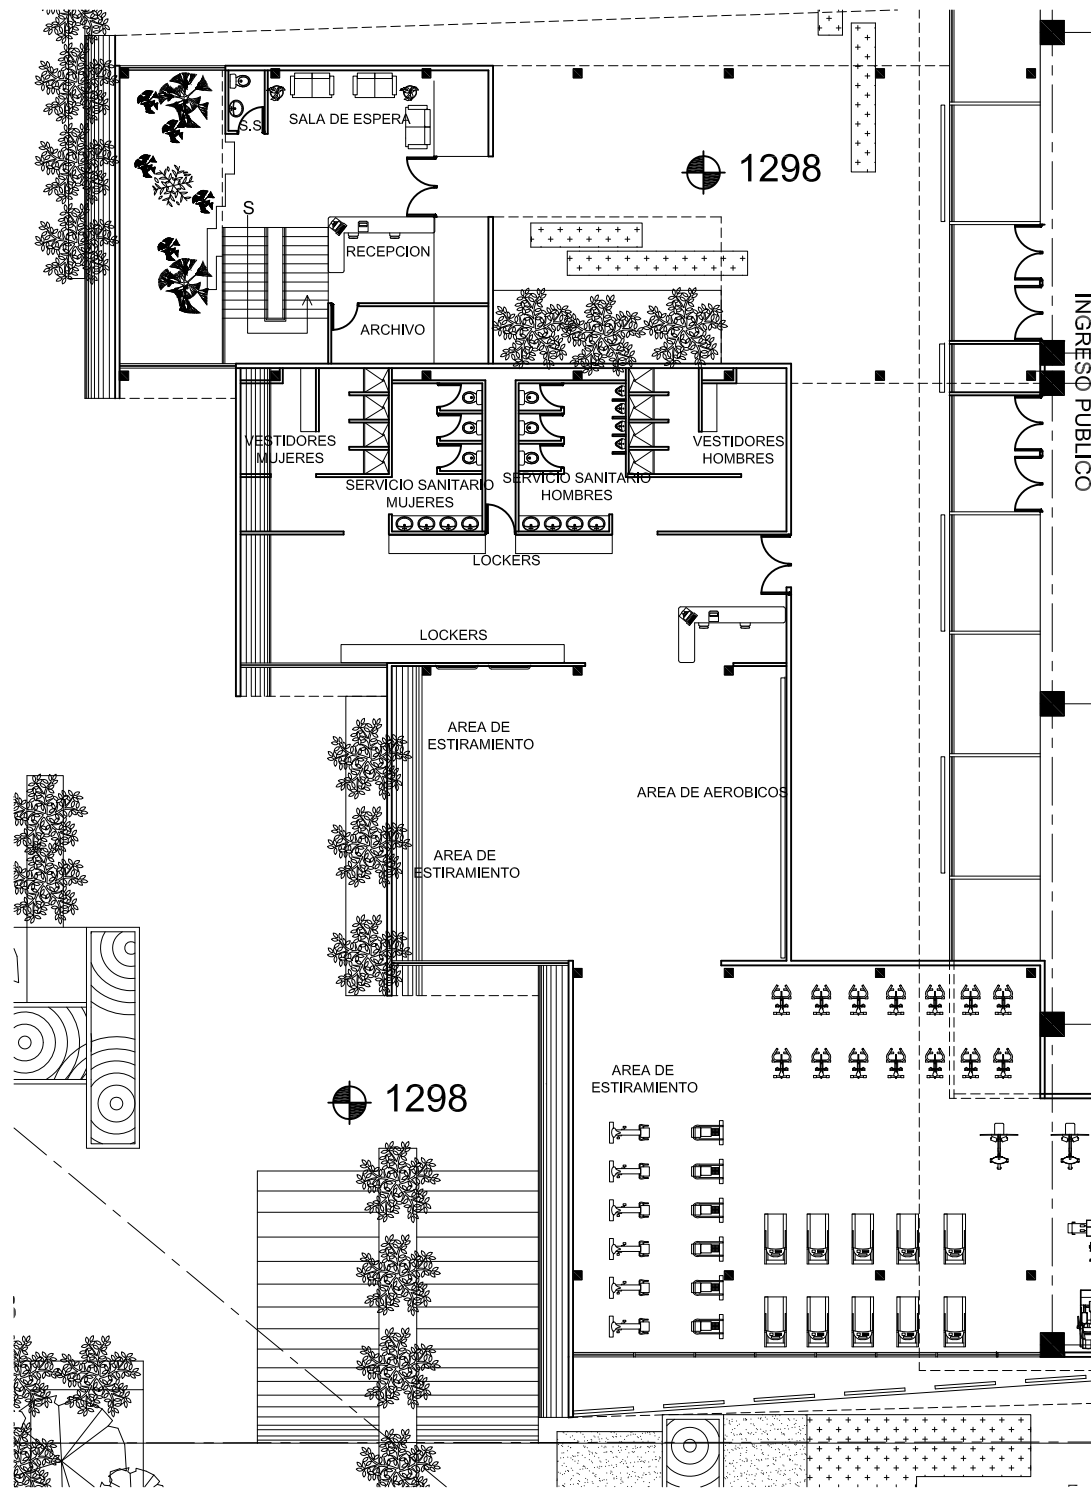 S.S
SALA DE ESPERA
1298
S
RECEPCION
ARCHIVO
INGRESO PUBLICO
VESTIDORES
MUJERES
SERVICIO SANITARIO
MUJERES
SERVICIO SANITARIO
HOMBRES
VESTIDORES
HOMBRES
LOCKERS
LOCKERS
AREA DE
ESTIRAMIENTO
AREA DE AEROBICOS
AREA DE
ESTIRAMIENTO
AREA DE
ESTIRAMIENTO
1298